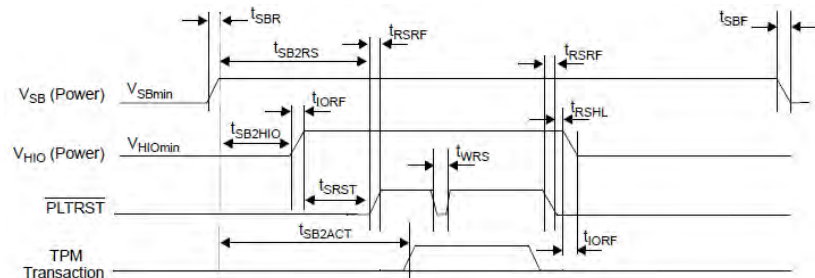 tSBR
tSBF
tRSRF
tSB2RS
tRSRF
VSB (Power)
VSBmin
tIORF
tRSHL
tSB2HIO
VHIO (Power)
VHIOmin
tWRS
tSRST
PLTRST
tSB2ACT
tIORF
TPM
Transaction